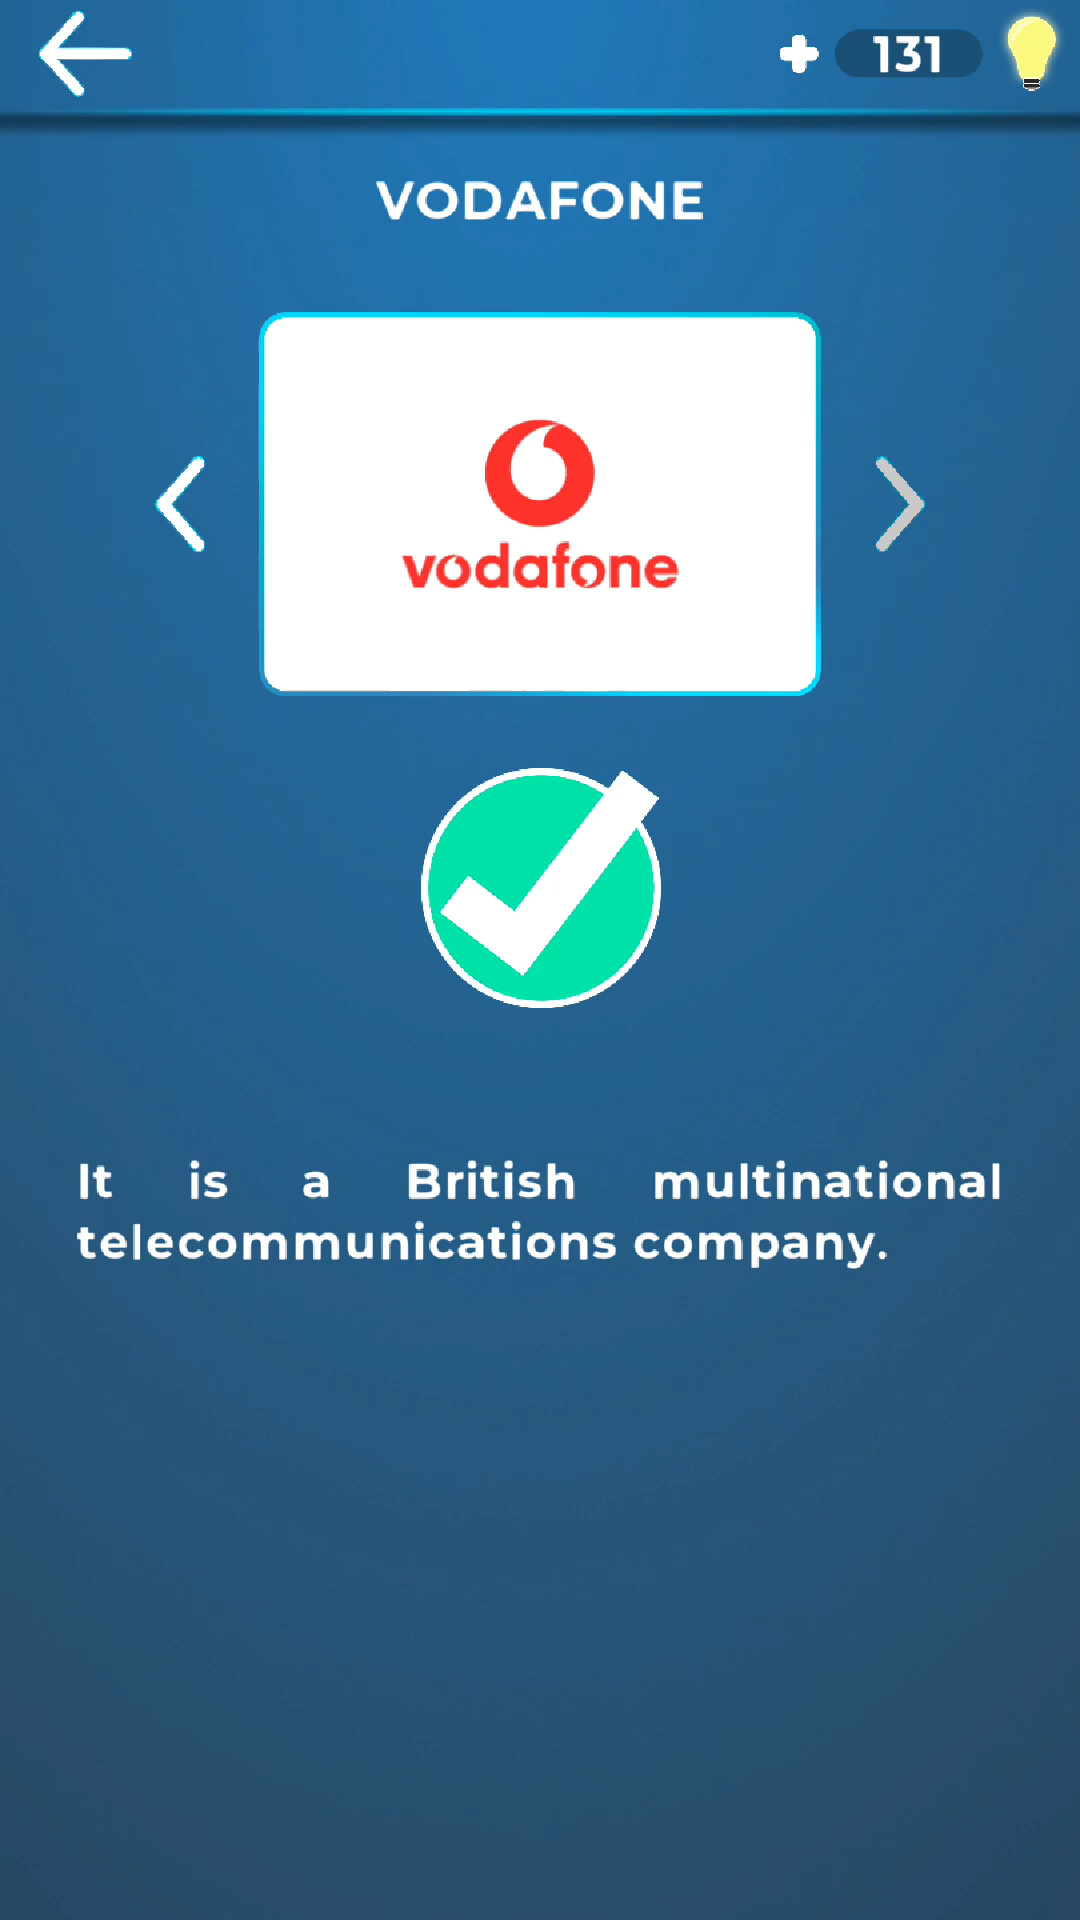 131
VODAFONE
vodafone
It is a British multinational
telecommunications company.